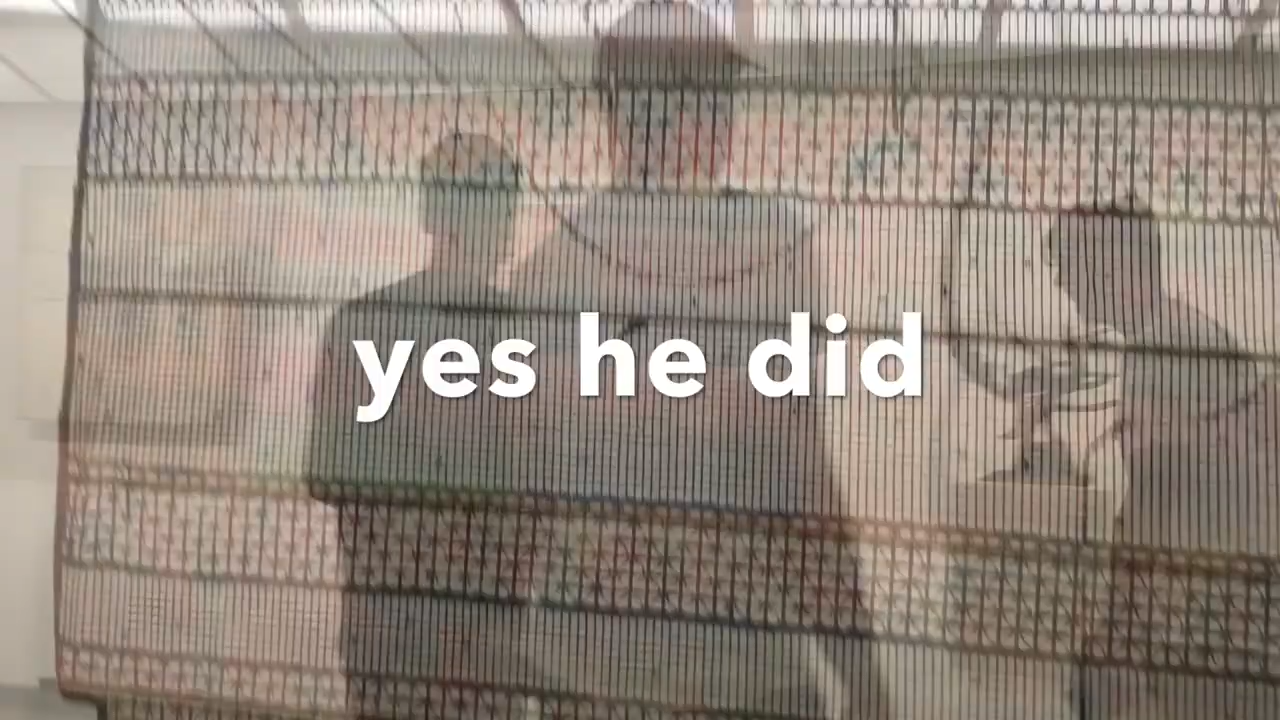 yes he did